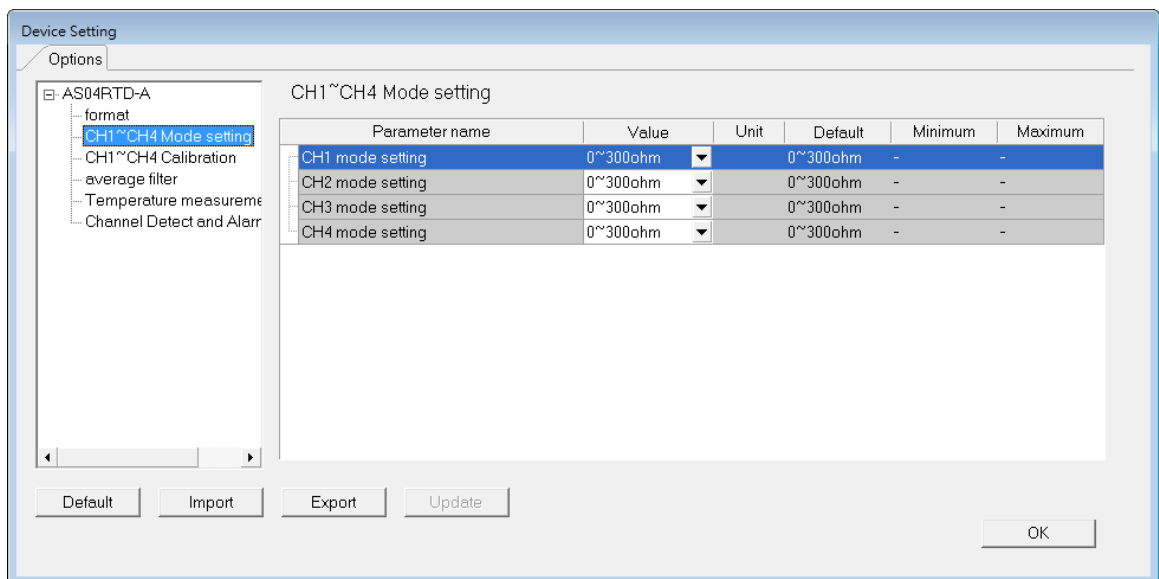 Device Setting
Options
AS04RTD-A
format
CH1~CH4 Mode setting
CH1~CH4 Calibration
average filter
Temperature measureme
Channel Detect and Alarr
CH1~CH4 Mode setting
Parameter name Value Unit Default Minimum Maximum
CH1 mode setting 0~300ohm 0~300ohm - -
CH2 mode setting 0~300ohm 0~300ohm - -
CH3 mode setting 0~300ohm 0~300ohm - -
CH4 mode setting 0~300ohm 0~300ohm - -
Default Import Export Update
OK